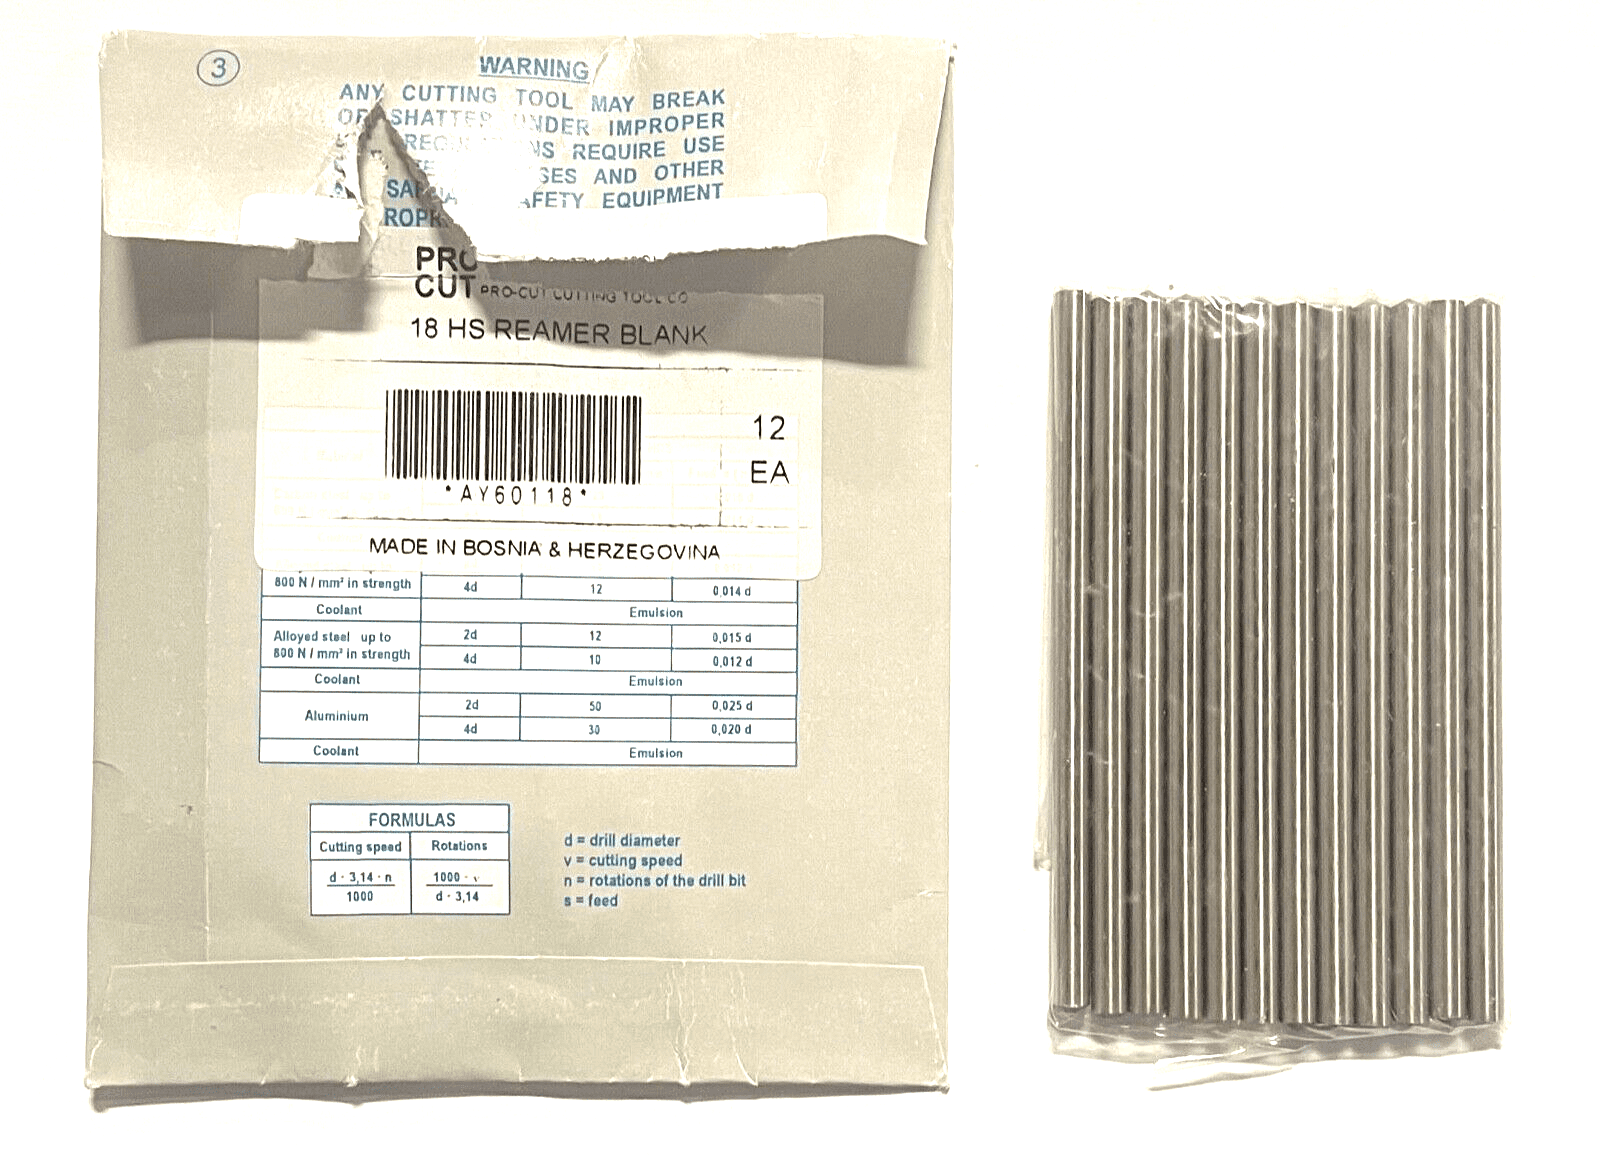 3
WARNING
ANY CUTTING TOOL MAY BREAK
SHATTER UNDER IMPROPER
REQUIRE USE
AND OTHER
SAFETY EQUIPMENT
PRO
CUT PRO-CUT CUTTING TOOL CO
18 HS REAMER BLANK
12
EA
*AY60118*
MADE IN BOSNIA & HERZEGOVINA
800 N / mm² in strength 4d 12 0,014 d
Coolant Emulsion
Alloyed steel up to 2d 12 0,015 d
800 N / mm² in strength 4d 10 0,012 d
Coolant Emulsion
Aluminium 2d 50 0,025 d
4d 30 0,020 d
Coolant Emulsion
FORMULAS
Cutting speed Rotations
d · 3,14 · n 1000 · v
1000 d · 3,14
d = drill diameter
v = cutting speed
n = rotations of the drill bit
s = feed